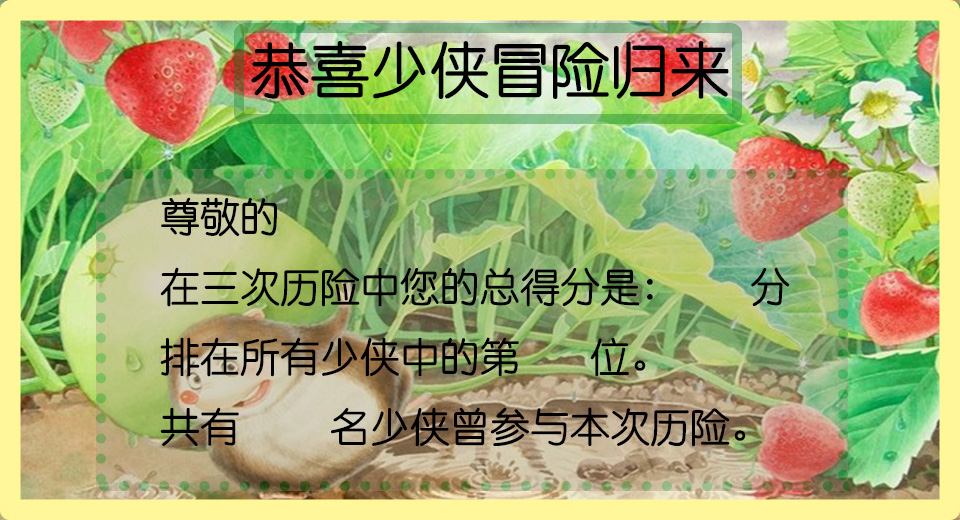 恭喜少侠冒险归来
尊敬的
在三次历险中您的总得分是： 分
排在所有少侠中的第 位。
共有 名少侠曾参与本次历险。